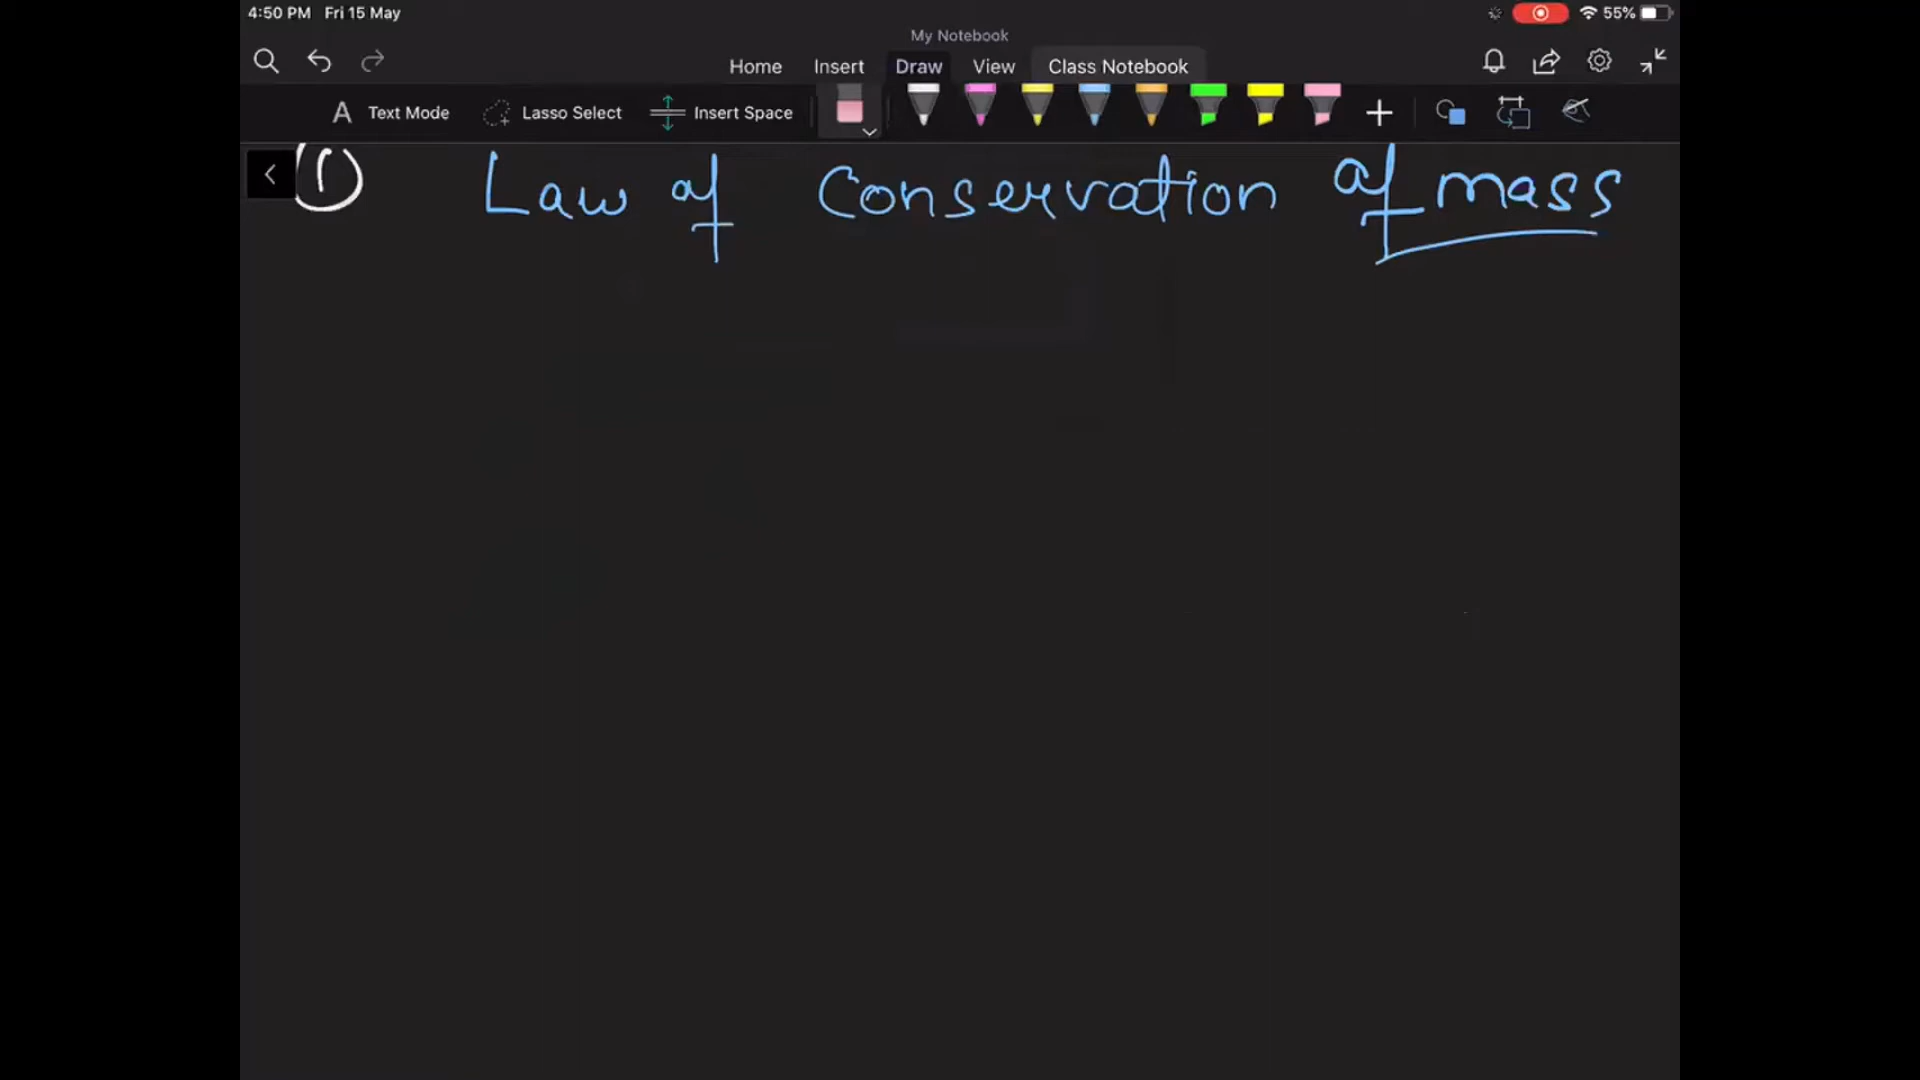 4:50 PM Fri 15 May 55%
My Notebook
Home Insert Draw View Class Notebook
Text Mode Lasso Select Insert Space
1 Law of Conservation of mass